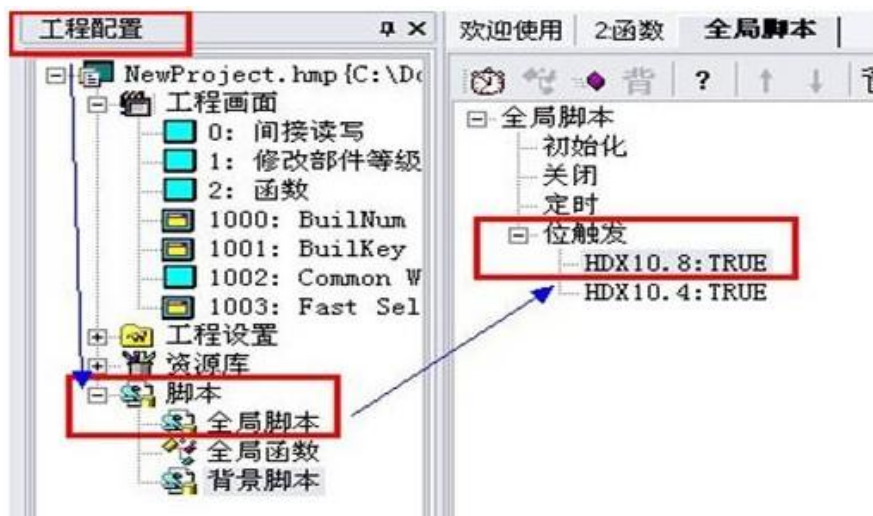 工程配置
NewProject.hmp {C:\Do
工程画面
0: 间接读写
1: 修改部件等级
2: 函数
1000: BuilNum
1001: BuilKey
1002: Common W
1003: Fast Sel
工程设置
资源库
脚本
全局脚本
全局函数
背景脚本
欢迎使用
2:函数
全局脚本
背 ?
全局脚本
初始化
关闭
定时
位触发
HDX10.8:TRUE
HDX10.4:TRUE